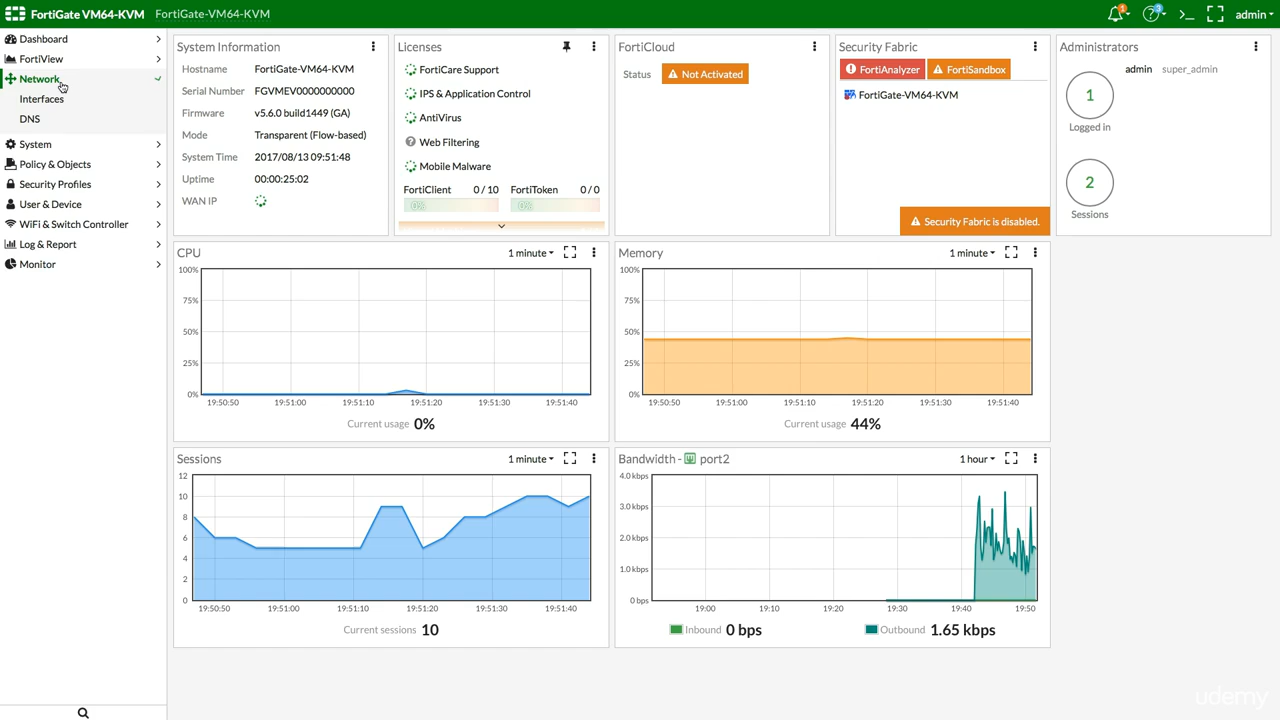 FortiGate VM64-KVM FortiGate-VM64-KVM 1 3 >_ admin
Dashboard
FortiView
Network
Interfaces
DNS
System
Policy & Objects
Security Profiles
User & Device
WiFi & Switch Controller
Log & Report
Monitor
System Information
Hostname FortiGate-VM64-KVM
Serial Number FGVMEV0000000000
Firmware v5.6.0 build1449 (GA)
Mode Transparent (Flow-based)
System Time 2017/08/13 09:51:48
Uptime 00:00:25:02
WAN IP
Licenses
FortiCare Support
IPS & Application Control
AntiVirus
Web Filtering
Mobile Malware
FortiClient 0 / 10 FortiToken 0 / 0
0% 0%
FortiCloud
Status Not Activated
Security Fabric
FortiAnalyzer FortiSandbox
FortiGate-VM64-KVM
Security Fabric is disabled.
Administrators
admin super_admin
1
Logged in
2
Sessions
CPU 1 minute
100%
75%
50%
25%
0%
19:50:50 19:51:00 19:51:10 19:51:20 19:51:30 19:51:40
Current usage 0%
Memory 1 minute
100%
75%
50%
25%
0%
19:50:50 19:51:00 19:51:10 19:51:20 19:51:30 19:51:40
Current usage 44%
Sessions 1 minute
12
10
8
6
4
2
0
19:50:50 19:51:00 19:51:10 19:51:20 19:51:30 19:51:40
Current sessions 10
Bandwidth - port2 1 hour
4.0 kbps
3.0 kbps
2.0 kbps
1.0 kbps
0 bps
19:00 19:10 19:20 19:30 19:40 19:50
Inbound 0 bps Outbound 1.65 kbps
udemy